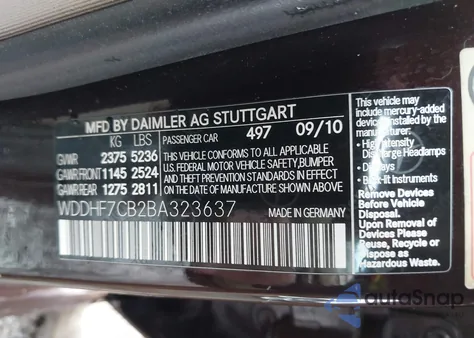 MFD BY DAIMLER AG STUTTGART
KG LBS
GVWR 2375 5236
GAWR FRONT 1145 2524
GAWR REAR 1275 2811
PASSENGER CAR 497 09/10
THIS VEHICLE CONFORMS TO ALL APPLICABLE
U.S. FEDERAL MOTOR VEHICLE SAFETY, BUMPER
AND THEFT PREVENTION STANDARDS IN
EFFECT ON THE DATE OF
MANUFACTURE SHOWN ABOVE.
MADE IN GERMANY
WDDHF7CB2BA323637
This vehicle may
include mercury-added
devices installed by the
manufacturer:
• High Intensity
Discharge Headlamps
• Displays
• Back-lit Instruments
Remove Devices
Before Vehicle
Disposal.
Upon Removal of
Devices Please
Reuse, Recycle or
Dispose as
Hazardous Waste.
autoSnap